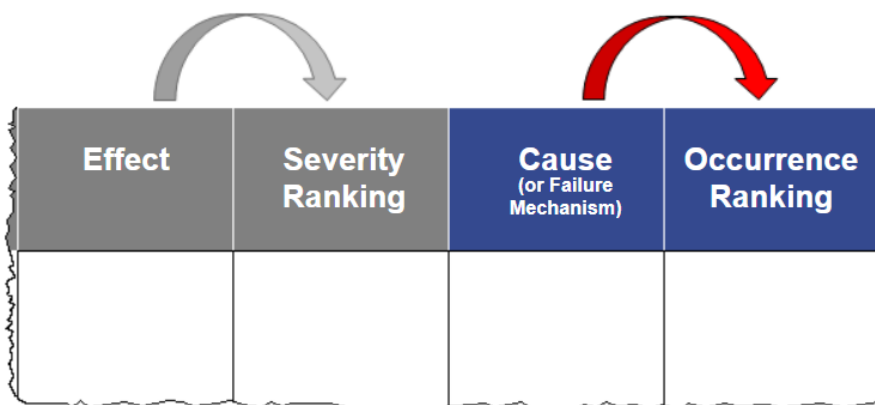 Effect
Severity
Ranking
Cause
(or Failure
Mechanism)
Occurrence
Ranking